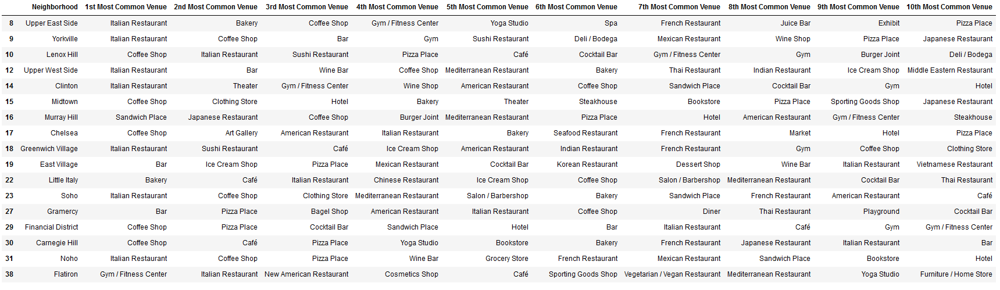 Neighborhood 1st Most Common Venue 2nd Most Common Venue 3rd Most Common Venue 4th Most Common Venue 5th Most Common Venue 6th Most Common Venue 7th Most Common Venue 8th Most Common Venue 9th Most Common Venue 10th Most Common Venue
8 Upper East Side Italian Restaurant Bakery Coffee Shop Gym / Fitness Center Yoga Studio Spa French Restaurant Juice Bar Exhibit Pizza Place
9 Yorkville Italian Restaurant Coffee Shop Bar Gym Sushi Restaurant Deli / Bodega Mexican Restaurant Wine Shop Pizza Place Japanese Restaurant
10 Lenox Hill Coffee Shop Italian Restaurant Sushi Restaurant Pizza Place Café Cocktail Bar Gym / Fitness Center Gym Burger Joint Deli / Bodega
12 Upper West Side Italian Restaurant Bar Wine Bar Coffee Shop Mediterranean Restaurant Bakery Thai Restaurant Indian Restaurant Ice Cream Shop Middle Eastern Restaurant
14 Clinton Italian Restaurant Theater Gym / Fitness Center Wine Shop American Restaurant Coffee Shop Sandwich Place Cocktail Bar Gym Hotel
15 Midtown Coffee Shop Clothing Store Hotel Bakery Theater Steakhouse Bookstore Pizza Place Sporting Goods Shop Japanese Restaurant
16 Murray Hill Sandwich Place Japanese Restaurant Coffee Shop Burger Joint Mediterranean Restaurant Pizza Place Hotel American Restaurant Gym / Fitness Center Steakhouse
17 Chelsea Coffee Shop Art Gallery American Restaurant Italian Restaurant Bakery Seafood Restaurant French Restaurant Market Hotel Pizza Place
18 Greenwich Village Italian Restaurant Sushi Restaurant Café Ice Cream Shop American Restaurant Indian Restaurant French Restaurant Gym Coffee Shop Clothing Store
19 East Village Bar Ice Cream Shop Pizza Place Mexican Restaurant Cocktail Bar Korean Restaurant Dessert Shop Wine Bar Italian Restaurant Vietnamese Restaurant
22 Little Italy Bakery Café Italian Restaurant Chinese Restaurant Ice Cream Shop Coffee Shop Salon / Barbershop Mediterranean Restaurant Cocktail Bar Thai Restaurant
23 Soho Italian Restaurant Coffee Shop Clothing Store Mediterranean Restaurant Salon / Barbershop Bakery Sandwich Place French Restaurant American Restaurant Café
27 Gramercy Bar Pizza Place Bagel Shop American Restaurant Italian Restaurant Coffee Shop Diner Thai Restaurant Playground Cocktail Bar
29 Financial District Coffee Shop Pizza Place Cocktail Bar Sandwich Place Hotel Bar Italian Restaurant Café Gym Gym / Fitness Center
30 Carnegie Hill Coffee Shop Café Pizza Place Yoga Studio Bookstore Bakery French Restaurant Japanese Restaurant Italian Restaurant Bar
31 Noho Italian Restaurant Coffee Shop Pizza Place Wine Bar Grocery Store French Restaurant Mexican Restaurant Sandwich Place Bookstore Hotel
38 Flatiron Gym / Fitness Center Italian Restaurant New American Restaurant Cosmetics Shop Café Sporting Goods Shop Vegetarian / Vegan Restaurant Mediterranean Restaurant Yoga Studio Furniture / Home Store